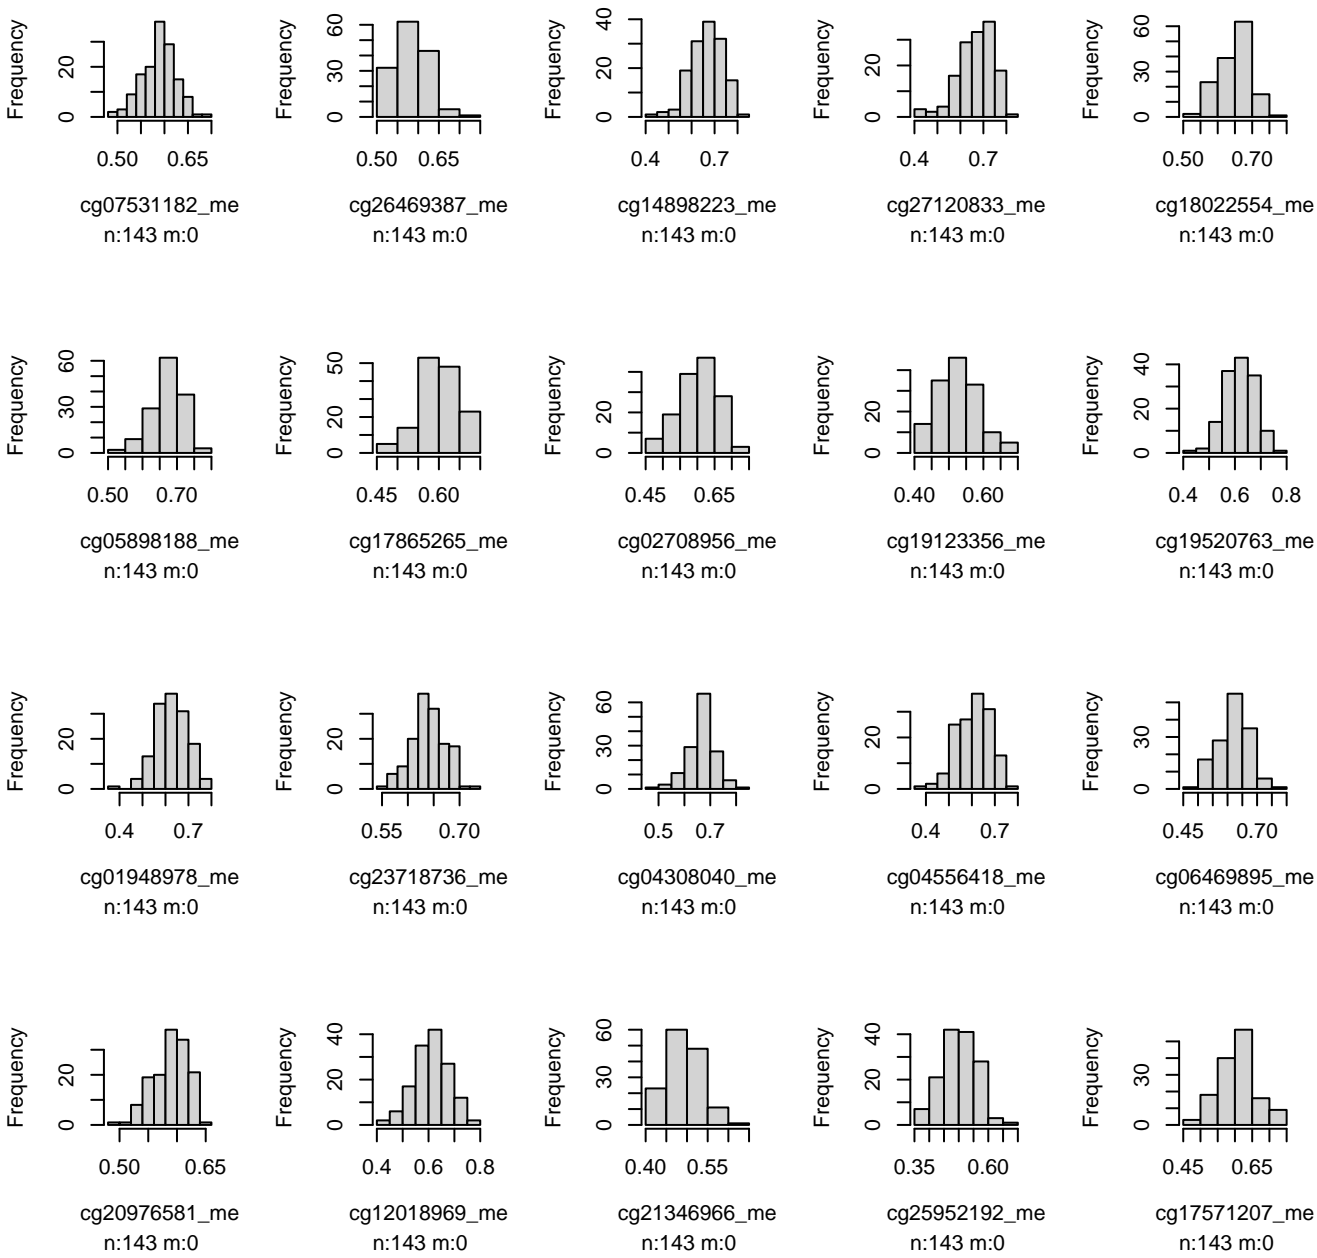 Frequency
0 20
0.50 0.65
cg07531182_me
n:143 m:0
Frequency
0 30 60
0.50 0.65
cg26469387_me
n:143 m:0
Frequency
0 20 40
0.4 0.7
cg14898223_me
n:143 m:0
Frequency
0 20
0.4 0.7
cg27120833_me
n:143 m:0
Frequency
0 30 60
0.50 0.70
cg18022554_me
n:143 m:0
Frequency
0 30 60
0.50 0.70
cg05898188_me
n:143 m:0
Frequency
0 20 50
0.45 0.60
cg17865265_me
n:143 m:0
Frequency
0 20
0.45 0.65
cg02708956_me
n:143 m:0
Frequency
0 20
0.40 0.60
cg19123356_me
n:143 m:0
Frequency
0 20 40
0.4 0.6 0.8
cg19520763_me
n:143 m:0
Frequency
0 20
0.4 0.7
cg01948978_me
n:143 m:0
Frequency
0 20
0.55 0.70
cg23718736_me
n:143 m:0
Frequency
0 30 60
0.5 0.7
cg04308040_me
n:143 m:0
Frequency
0 20
0.4 0.7
cg04556418_me
n:143 m:0
Frequency
0 30
0.45 0.70
cg06469895_me
n:143 m:0
Frequency
0 20
0.50 0.65
cg20976581_me
n:143 m:0
Frequency
0 20 40
0.4 0.6 0.8
cg12018969_me
n:143 m:0
Frequency
0 30 60
0.40 0.55
cg21346966_me
n:143 m:0
Frequency
0 20 40
0.35 0.60
cg25952192_me
n:143 m:0
Frequency
0 30
0.45 0.65
cg17571207_me
n:143 m:0